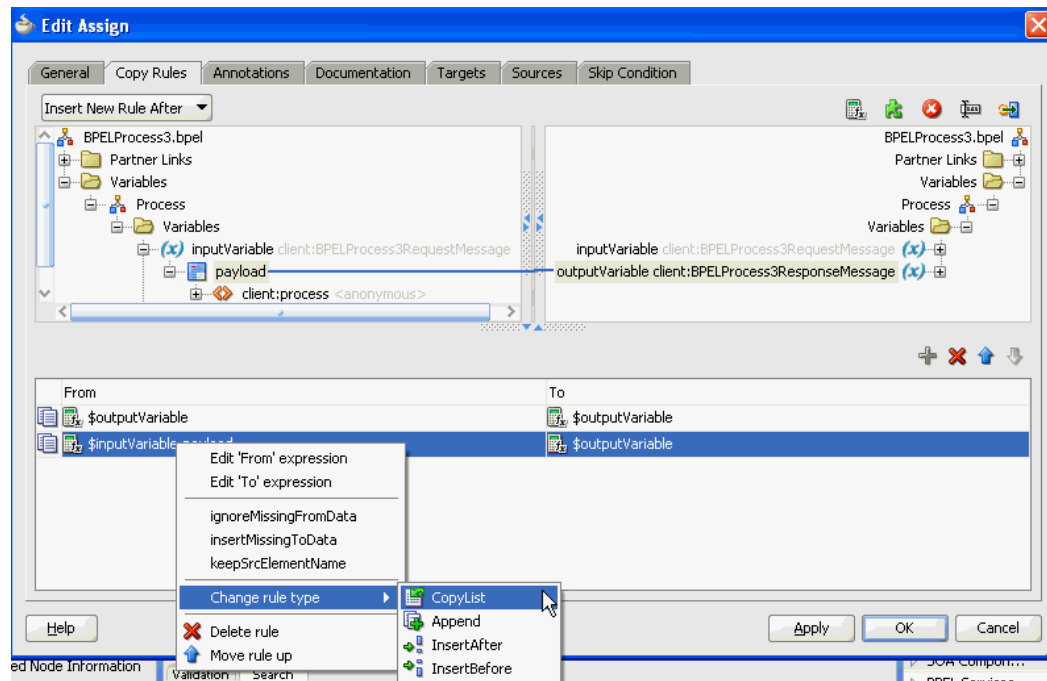 Edit Assign
General Copy Rules Annotations Documentation Targets Sources Skip Condition
Insert New Rule After
BPELProcess3.bpel
Partner Links
Variables
Process
Variables
(x) inputVariable client:BPELProcess3RequestMessage
payload
client:process <anonymous>
BPELProcess3.bpel
Partner Links
Variables
Process
Variables
inputVariable client:BPELProcess3RequestMessage (x)
outputVariable client:BPELProcess3ResponseMessage (x)
From To
$outputVariable $outputVariable
$inputVariable.payload $outputVariable
Edit 'From' expression
Edit 'To' expression
ignoreMissingFromData
insertMissingToData
keepSrcElementName
Change rule type
Delete rule
Move rule up
CopyList
Append
InsertAfter
InsertBefore
Help Apply OK Cancel
ed Node Information Validation Search SOA Compon...
BPEL Services